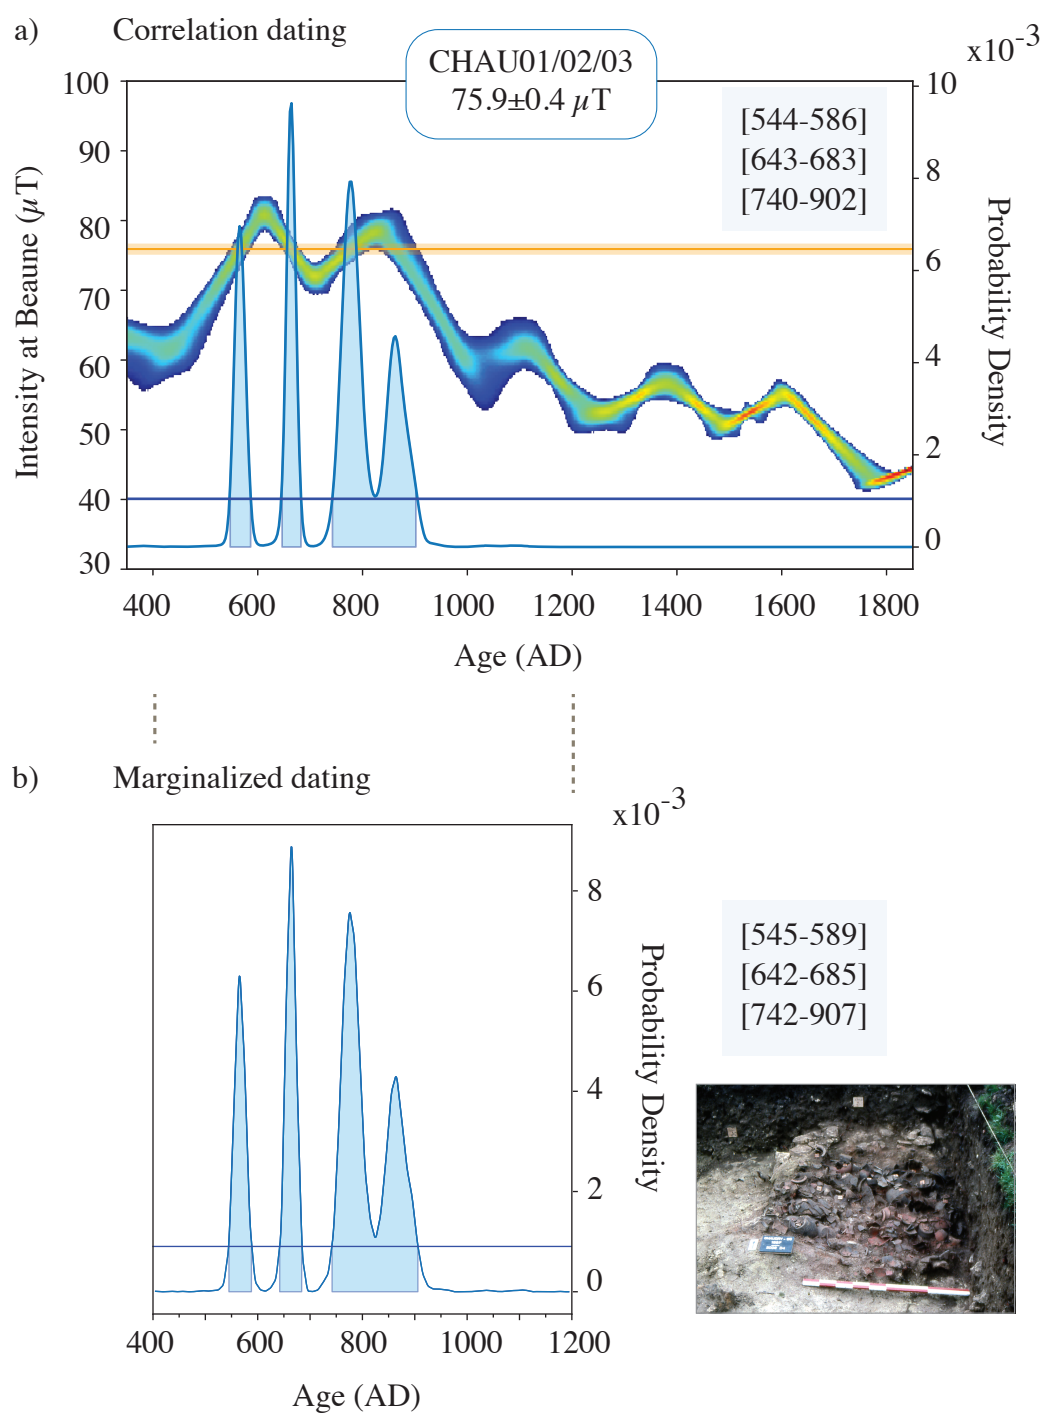 a) Correlation dating
x10-3
CHAU01/02/03
75.9±0.4 µT
[544-586]
[643-683]
[740-902]
100
90
80
70
60
50
40
30
Intensity at Beaune (µT)
10
8
6
4
2
0
Probability Density
400 600 800 1000 1200 1400 1600 1800
Age (AD)
b) Marginalized dating
x10-3
8
6
4
2
0
Probability Density
[545-589]
[642-685]
[742-907]
400 600 800 1000 1200
Age (AD)